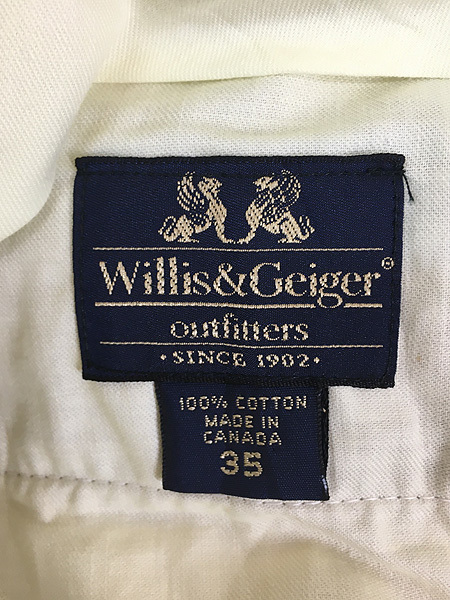 Willis&Geiger®
outfitters
• SINCE 1902 •
100% COTTON
MADE IN
CANADA
35